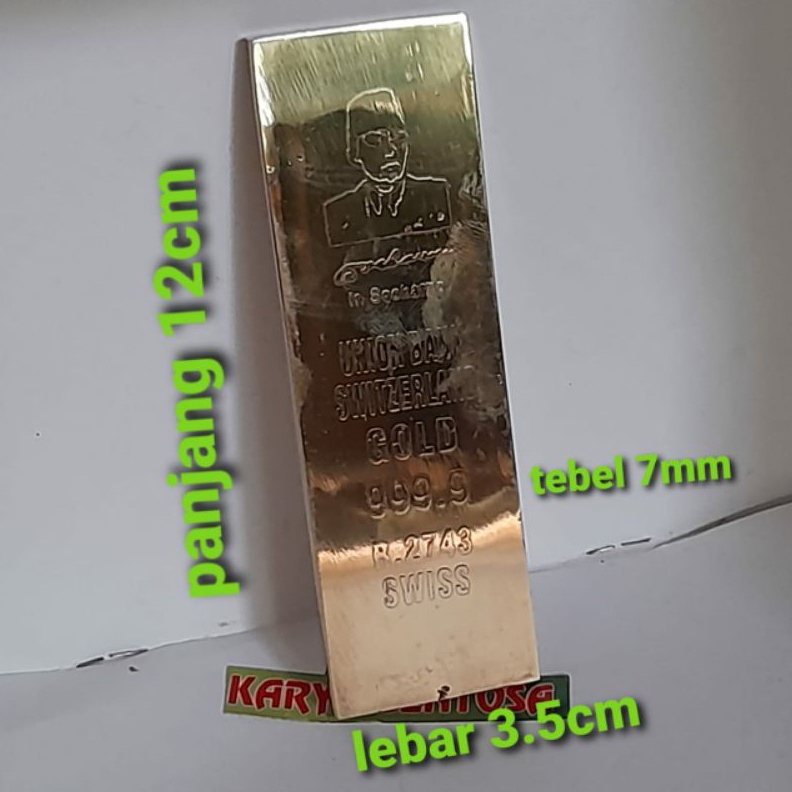 Ir. Soekarno
UNION BANK
SWITZERLAND
GOLD
999.9
R.2743
SWISS
panjang 12cm
tebel 7mm
lebar 3.5cm